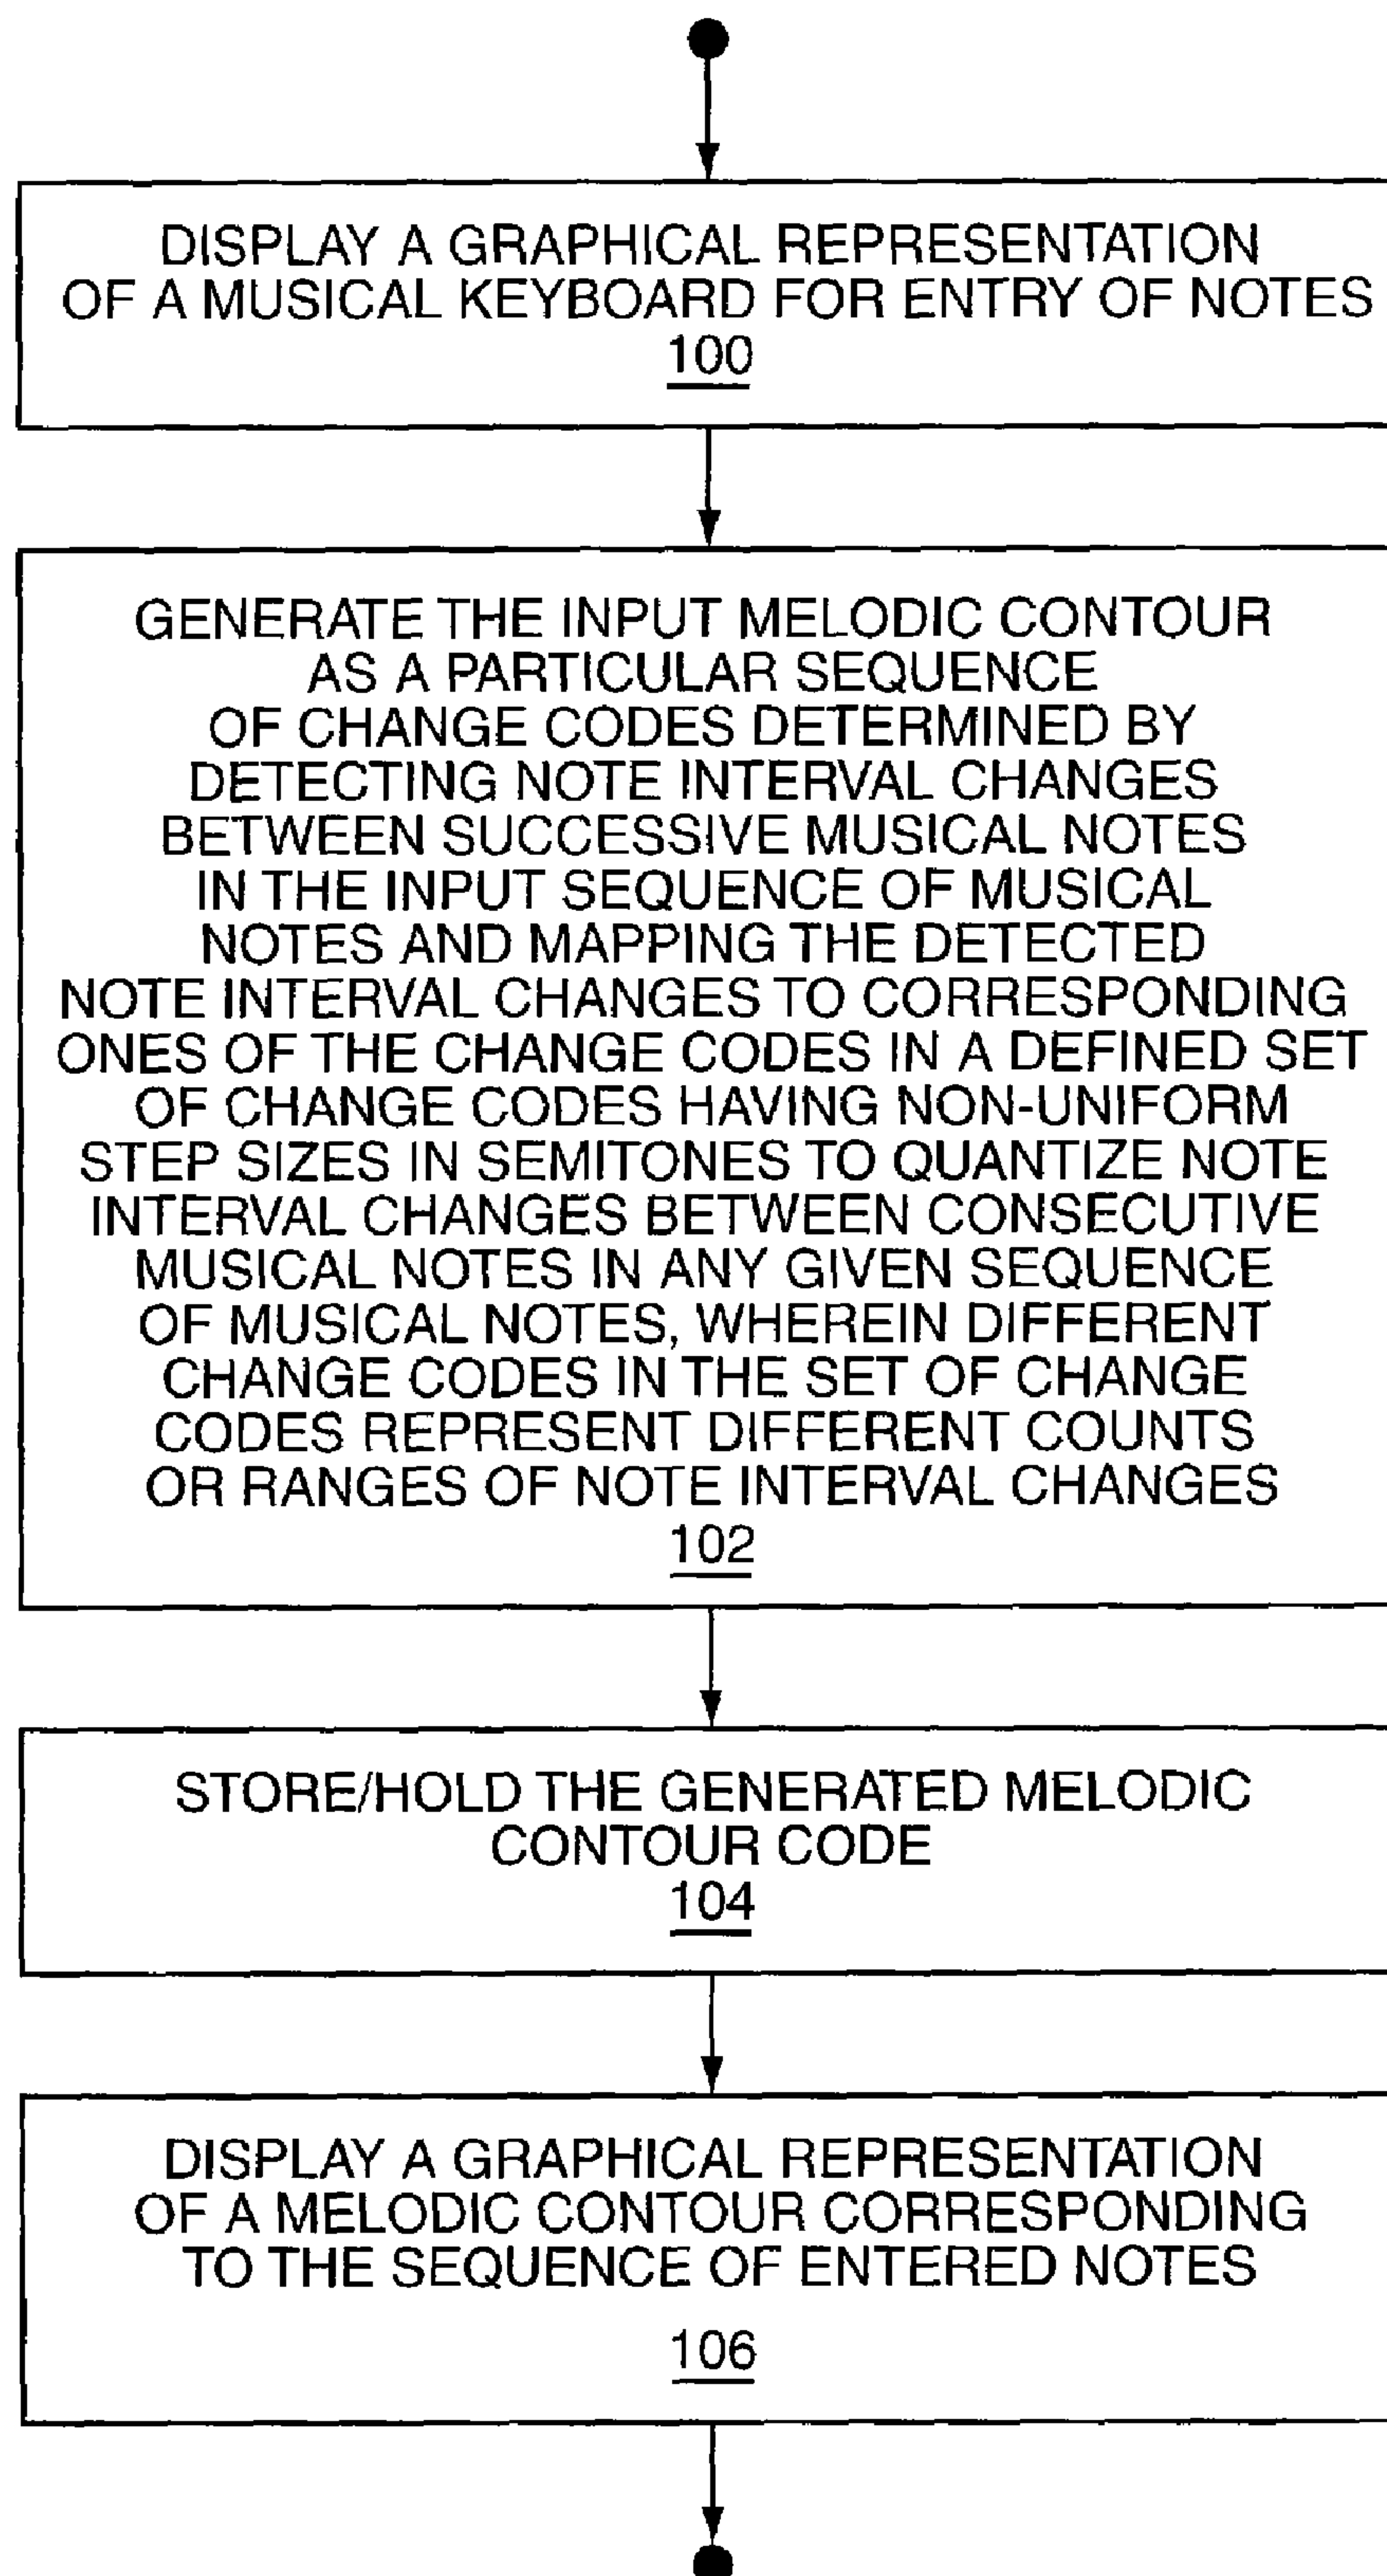 DISPLAY A GRAPHICAL REPRESENTATION
OF A MUSICAL KEYBOARD FOR ENTRY OF NOTES
100
GENERATE THE INPUT MELODIC CONTOUR
AS A PARTICULAR SEQUENCE
OF CHANGE CODES DETERMINED BY
DETECTING NOTE INTERVAL CHANGES
BETWEEN SUCCESSIVE MUSICAL NOTES
IN THE INPUT SEQUENCE OF MUSICAL
NOTES AND MAPPING THE DETECTED
NOTE INTERVAL CHANGES TO CORRESPONDING
ONES OF THE CHANGE CODES IN A DEFINED SET
OF CHANGE CODES HAVING NON-UNIFORM
STEP SIZES IN SEMITONES TO QUANTIZE NOTE
INTERVAL CHANGES BETWEEN CONSECUTIVE
MUSICAL NOTES IN ANY GIVEN SEQUENCE
OF MUSICAL NOTES, WHEREIN DIFFERENT
CHANGE CODES IN THE SET OF CHANGE
CODES REPRESENT DIFFERENT COUNTS
OR RANGES OF NOTE INTERVAL CHANGES
102
STORE/HOLD THE GENERATED MELODIC
CONTOUR CODE
104
DISPLAY A GRAPHICAL REPRESENTATION
OF A MELODIC CONTOUR CORRESPONDING
TO THE SEQUENCE OF ENTERED NOTES
106